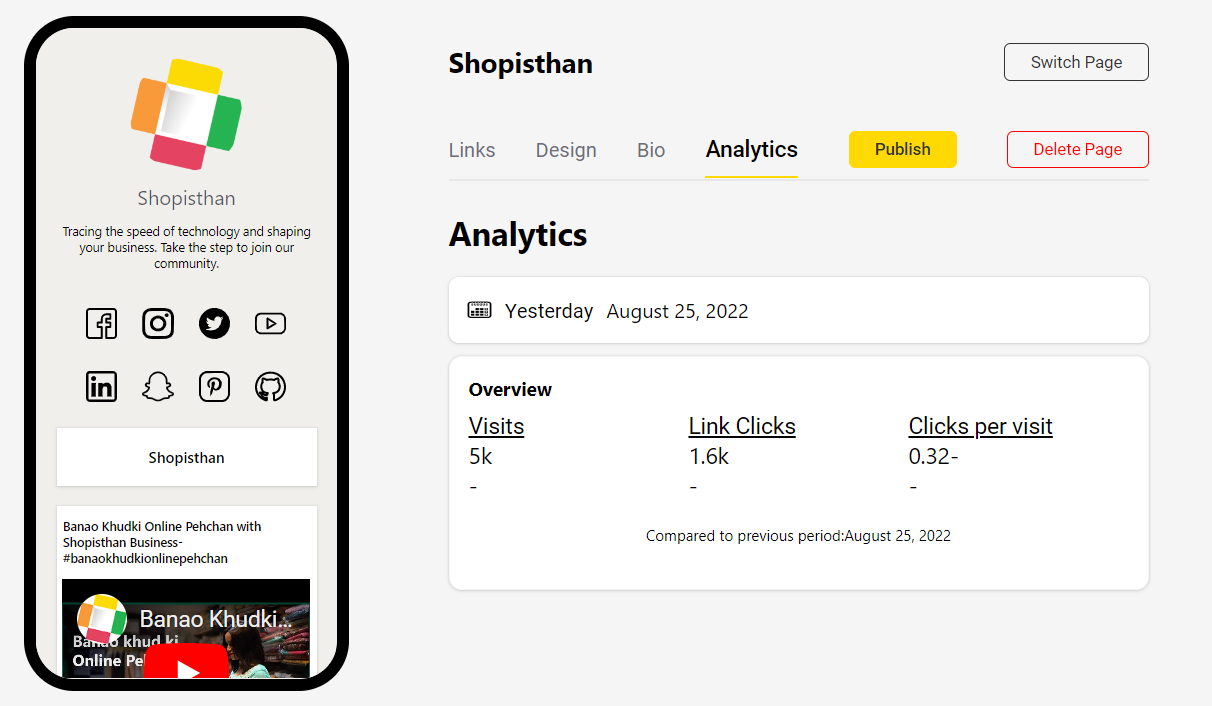 Shopisthan
Tracing the speed of technology and shaping
your business. Take the step to join our
community.
Shopisthan
Banao Khudki Online Pehchan with
Shopisthan Business-
#banaokhudkionlinepehchan
Banao Khudki...
Banao khud ki
Online Pe
Shopisthan
Switch Page
Links Design Bio Analytics Publish Delete Page
Analytics
Yesterday August 25, 2022
Overview
Visits Link Clicks Clicks per visit
5k 1.6k 0.32-
- - -
Compared to previous period:August 25, 2022